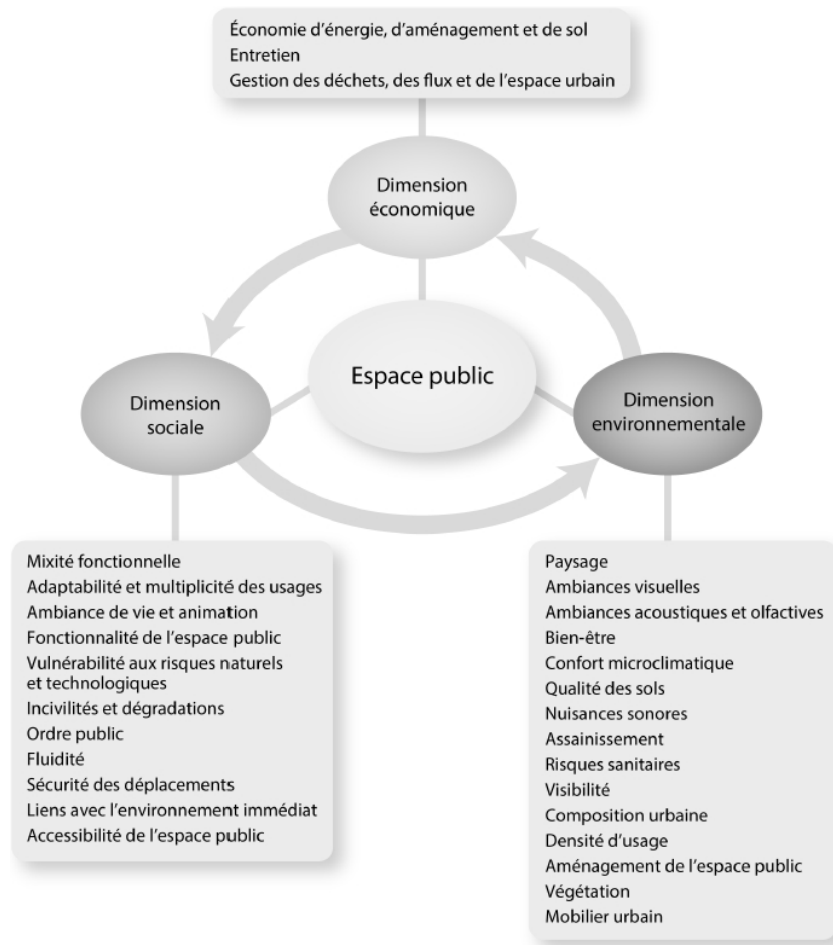 Économie d'énergie, d'aménagement et de sol
Entretien
Gestion des déchets, des flux et de l'espace urbain
Dimension
économique
Espace public
Dimension
sociale
Dimension
environnementale
Mixité fonctionnelle
Adaptabilité et multiplicité des usages
Ambiance de vie et animation
Fonctionnalité de l'espace public
Vulnérabilité aux risques naturels
et technologiques
Incivilités et dégradations
Ordre public
Fluidité
Sécurité des déplacements
Liens avec l'environnement immédiat
Accessibilité de l'espace public
Paysage
Ambiances visuelles
Ambiances acoustiques et olfactives
Bien-être
Confort microclimatique
Qualité des sols
Nuisances sonores
Assainissement
Risques sanitaires
Visibilité
Composition urbaine
Densité d'usage
Aménagement de l'espace public
Végétation
Mobilier urbain